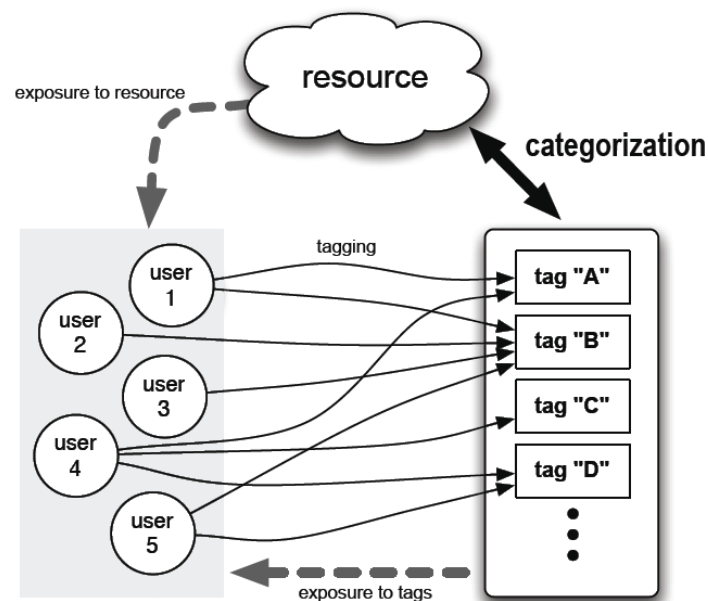 resource
exposure to resource
categorization
tagging
user
1
tag "A"
user
2
tag "B"
user
3
tag "C"
user
4
tag "D"
user
5
exposure to tags